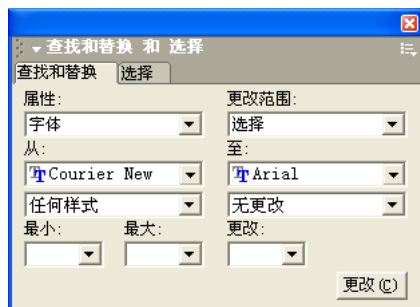 查找和替换 和 选择
查找和替换 选择
属性: 更改范围:
字体 选择
从: 至:
Courier New Arial
任何样式 无更改
最小: 最大: 更改:
更改(C)